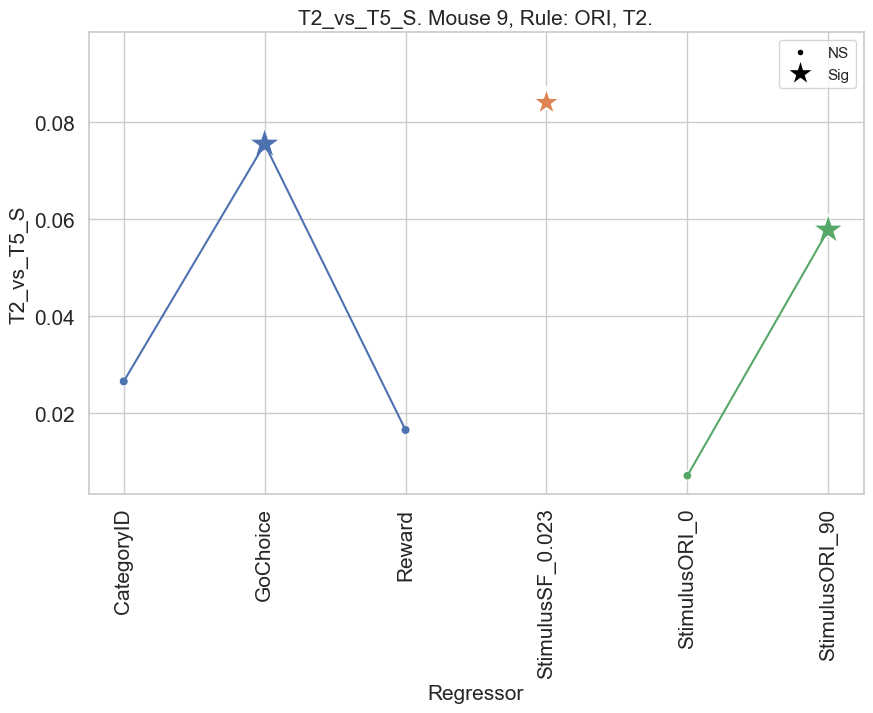 T2_vs_T5_S. Mouse 9, Rule: ORI, T2.
NS
Sig
T2_vs_T5_S
0.08
0.06
0.04
0.02
CategoryID
GoChoice
Reward
StimulusSF_0.023
StimulusORI_0
StimulusORI_90
Regressor